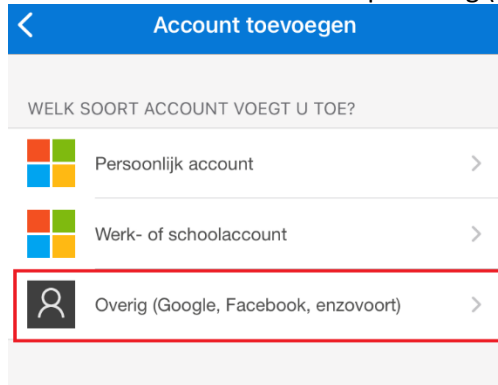 Account toevoegen
WELK SOORT ACCOUNT VOEGT U TOE?
Persoonlijk account
Werk- of schoolaccount
Overig (Google, Facebook, enzovoort)